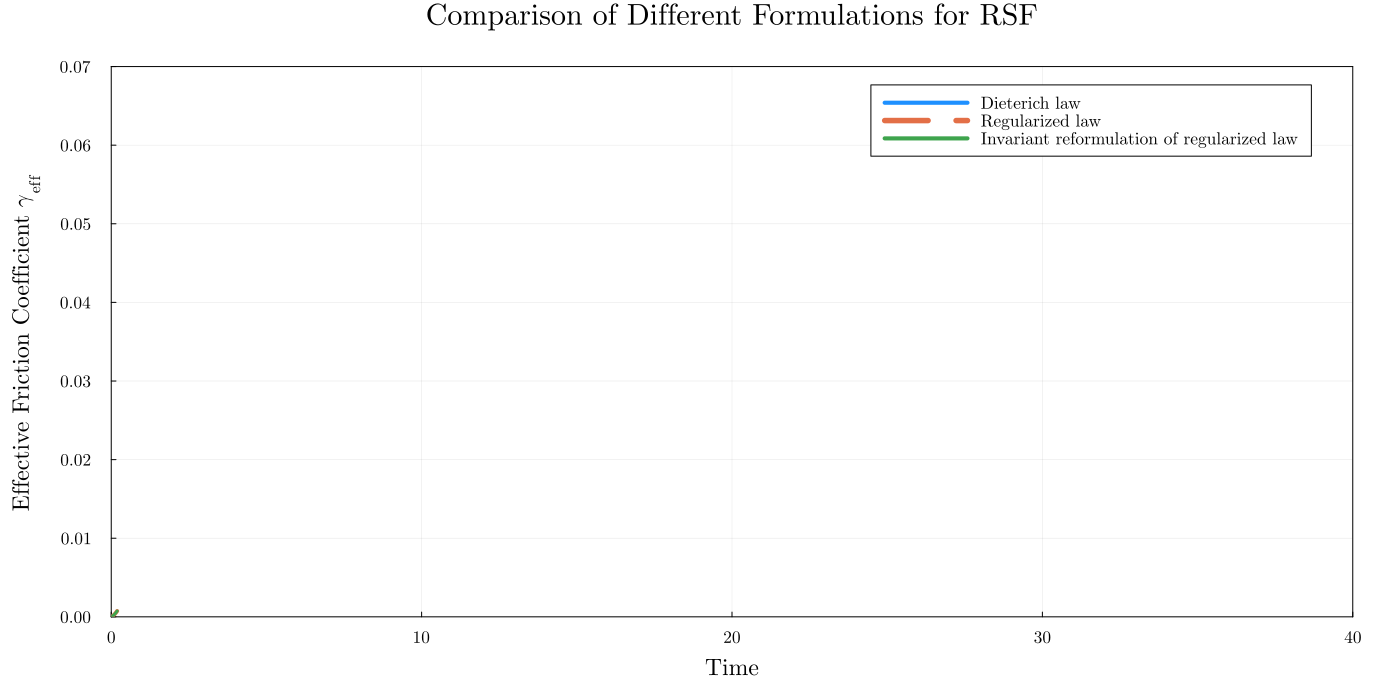 Comparison of Different Formulations for RSF
0.07
0.06
0.05
0.04
0.03
0.02
0.01
0.00
Effective Friction Coefficient γ_eff
Dieterich law
Regularized law
Invariant reformulation of regularized law
0 10 20 30 40
Time